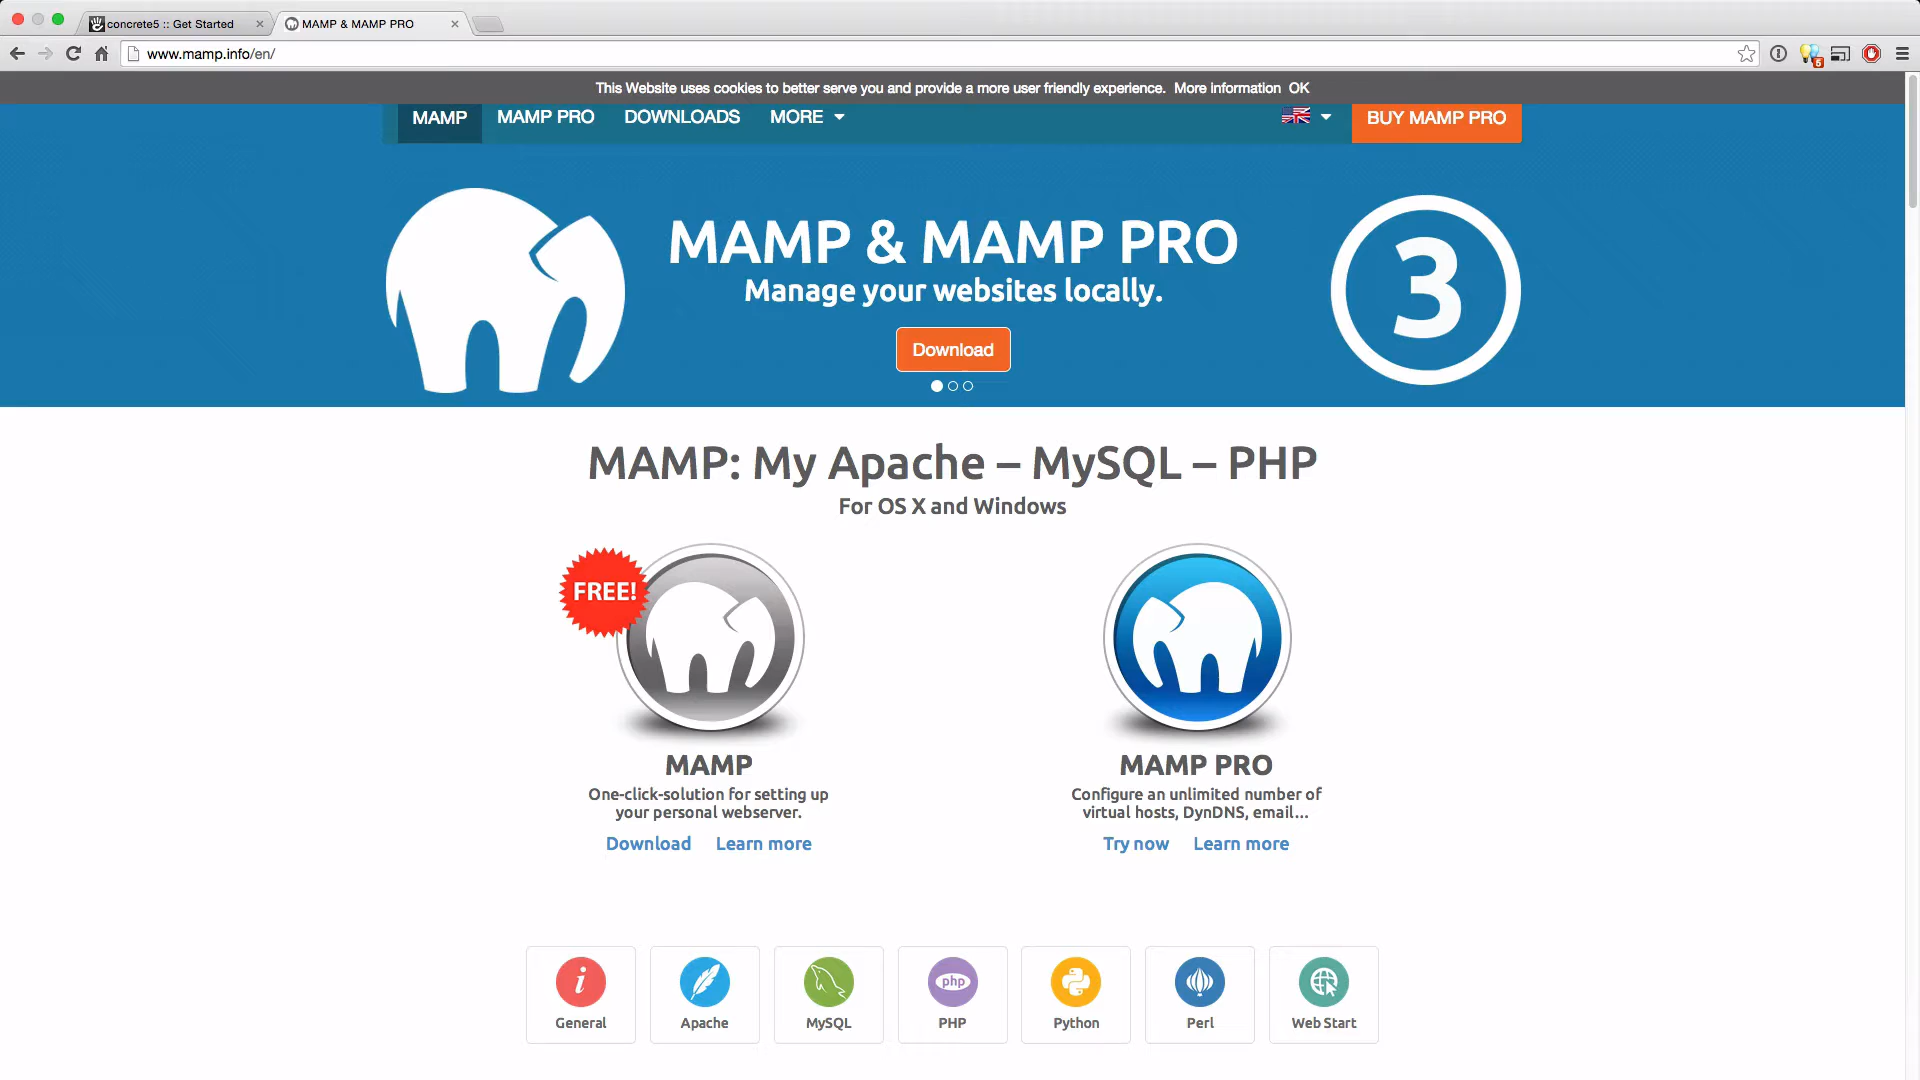 concrete5 :: Get Started
MAMP & MAMP PRO
www.mamp.info/en/
5
This Website uses cookies to better serve you and provide a more user friendly experience. More information OK
MAMP MAMP PRO DOWNLOADS MORE BUY MAMP PRO
MAMP & MAMP PRO
Manage your websites locally.
3
Download
MAMP: My Apache – MySQL – PHP
For OS X and Windows
FREE!
MAMP
One-click-solution for setting up
your personal webserver.
Download Learn more
MAMP PRO
Configure an unlimited number of
virtual hosts, DynDNS, email...
Try now Learn more
i
php
General Apache MySQL PHP Python Perl Web Start